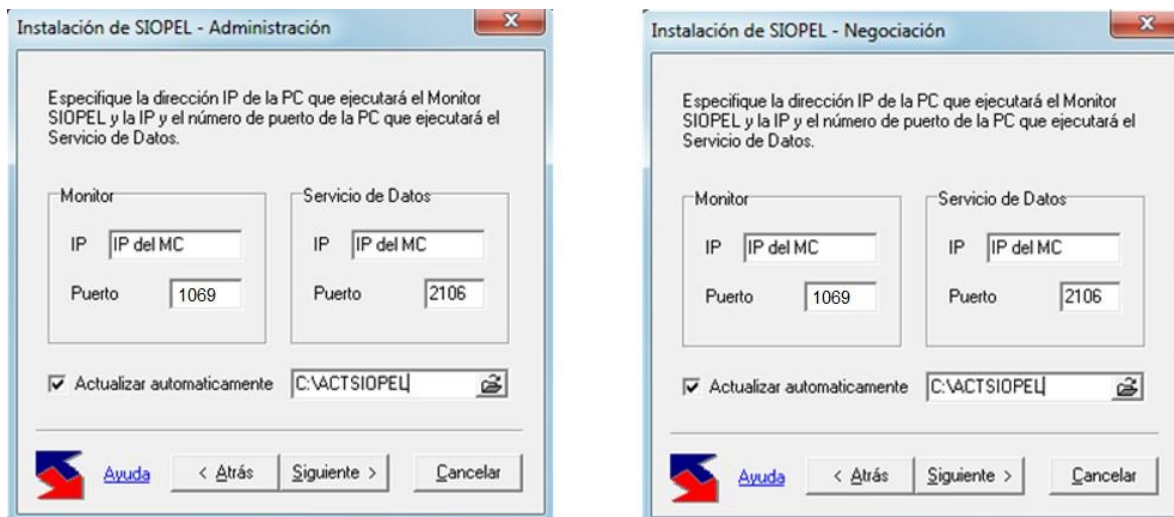 Instalación de SIOPEL - Administración
Especifique la dirección IP de la PC que ejecutará el Monitor
SIOPEL y la IP y el número de puerto de la PC que ejecutará el
Servicio de Datos.
Monitor
IP IP del MC
Puerto 1069
Servicio de Datos
IP IP del MC
Puerto 2106
Actualizar automaticamente C:\ACTSIOPEL
Ayuda < Atrás Siguiente > Cancelar
Instalación de SIOPEL - Negociación
Especifique la dirección IP de la PC que ejecutará el Monitor
SIOPEL y la IP y el número de puerto de la PC que ejecutará el
Servicio de Datos.
Monitor
IP IP del MC
Puerto 1069
Servicio de Datos
IP IP del MC
Puerto 2106
Actualizar automaticamente C:\ACTSIOPEL
Ayuda < Atrás Siguiente > Cancelar